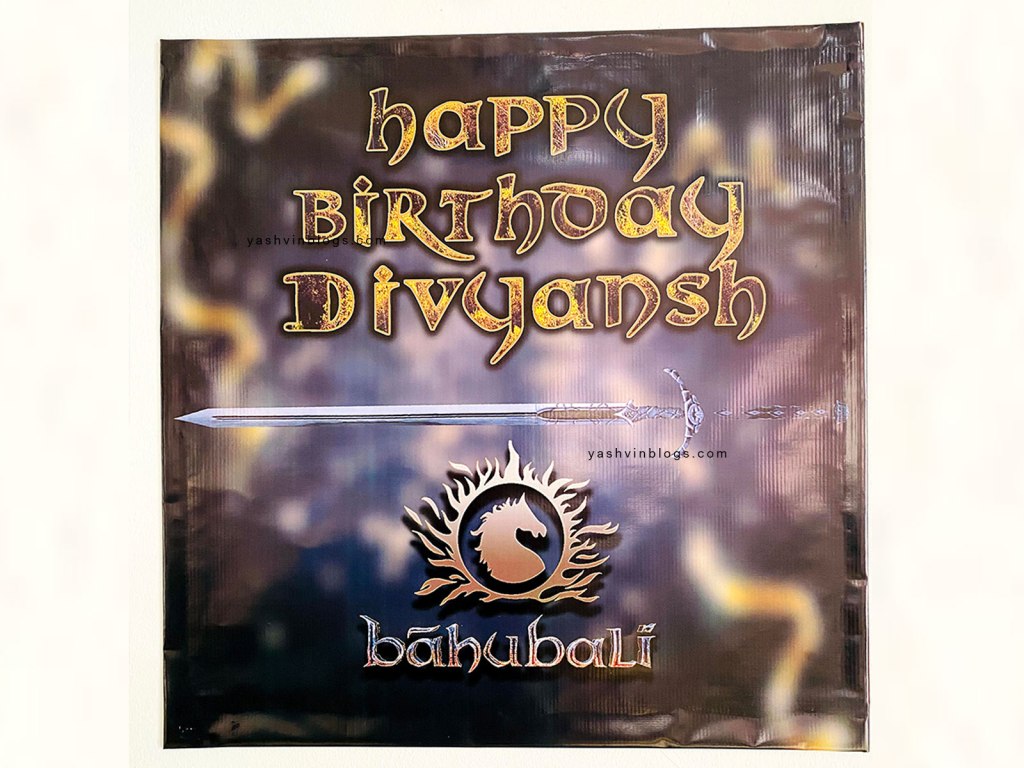 happy
BiRThday
yashvinblogs.com
Divyansh
yashvinblogs.com
bāhubali